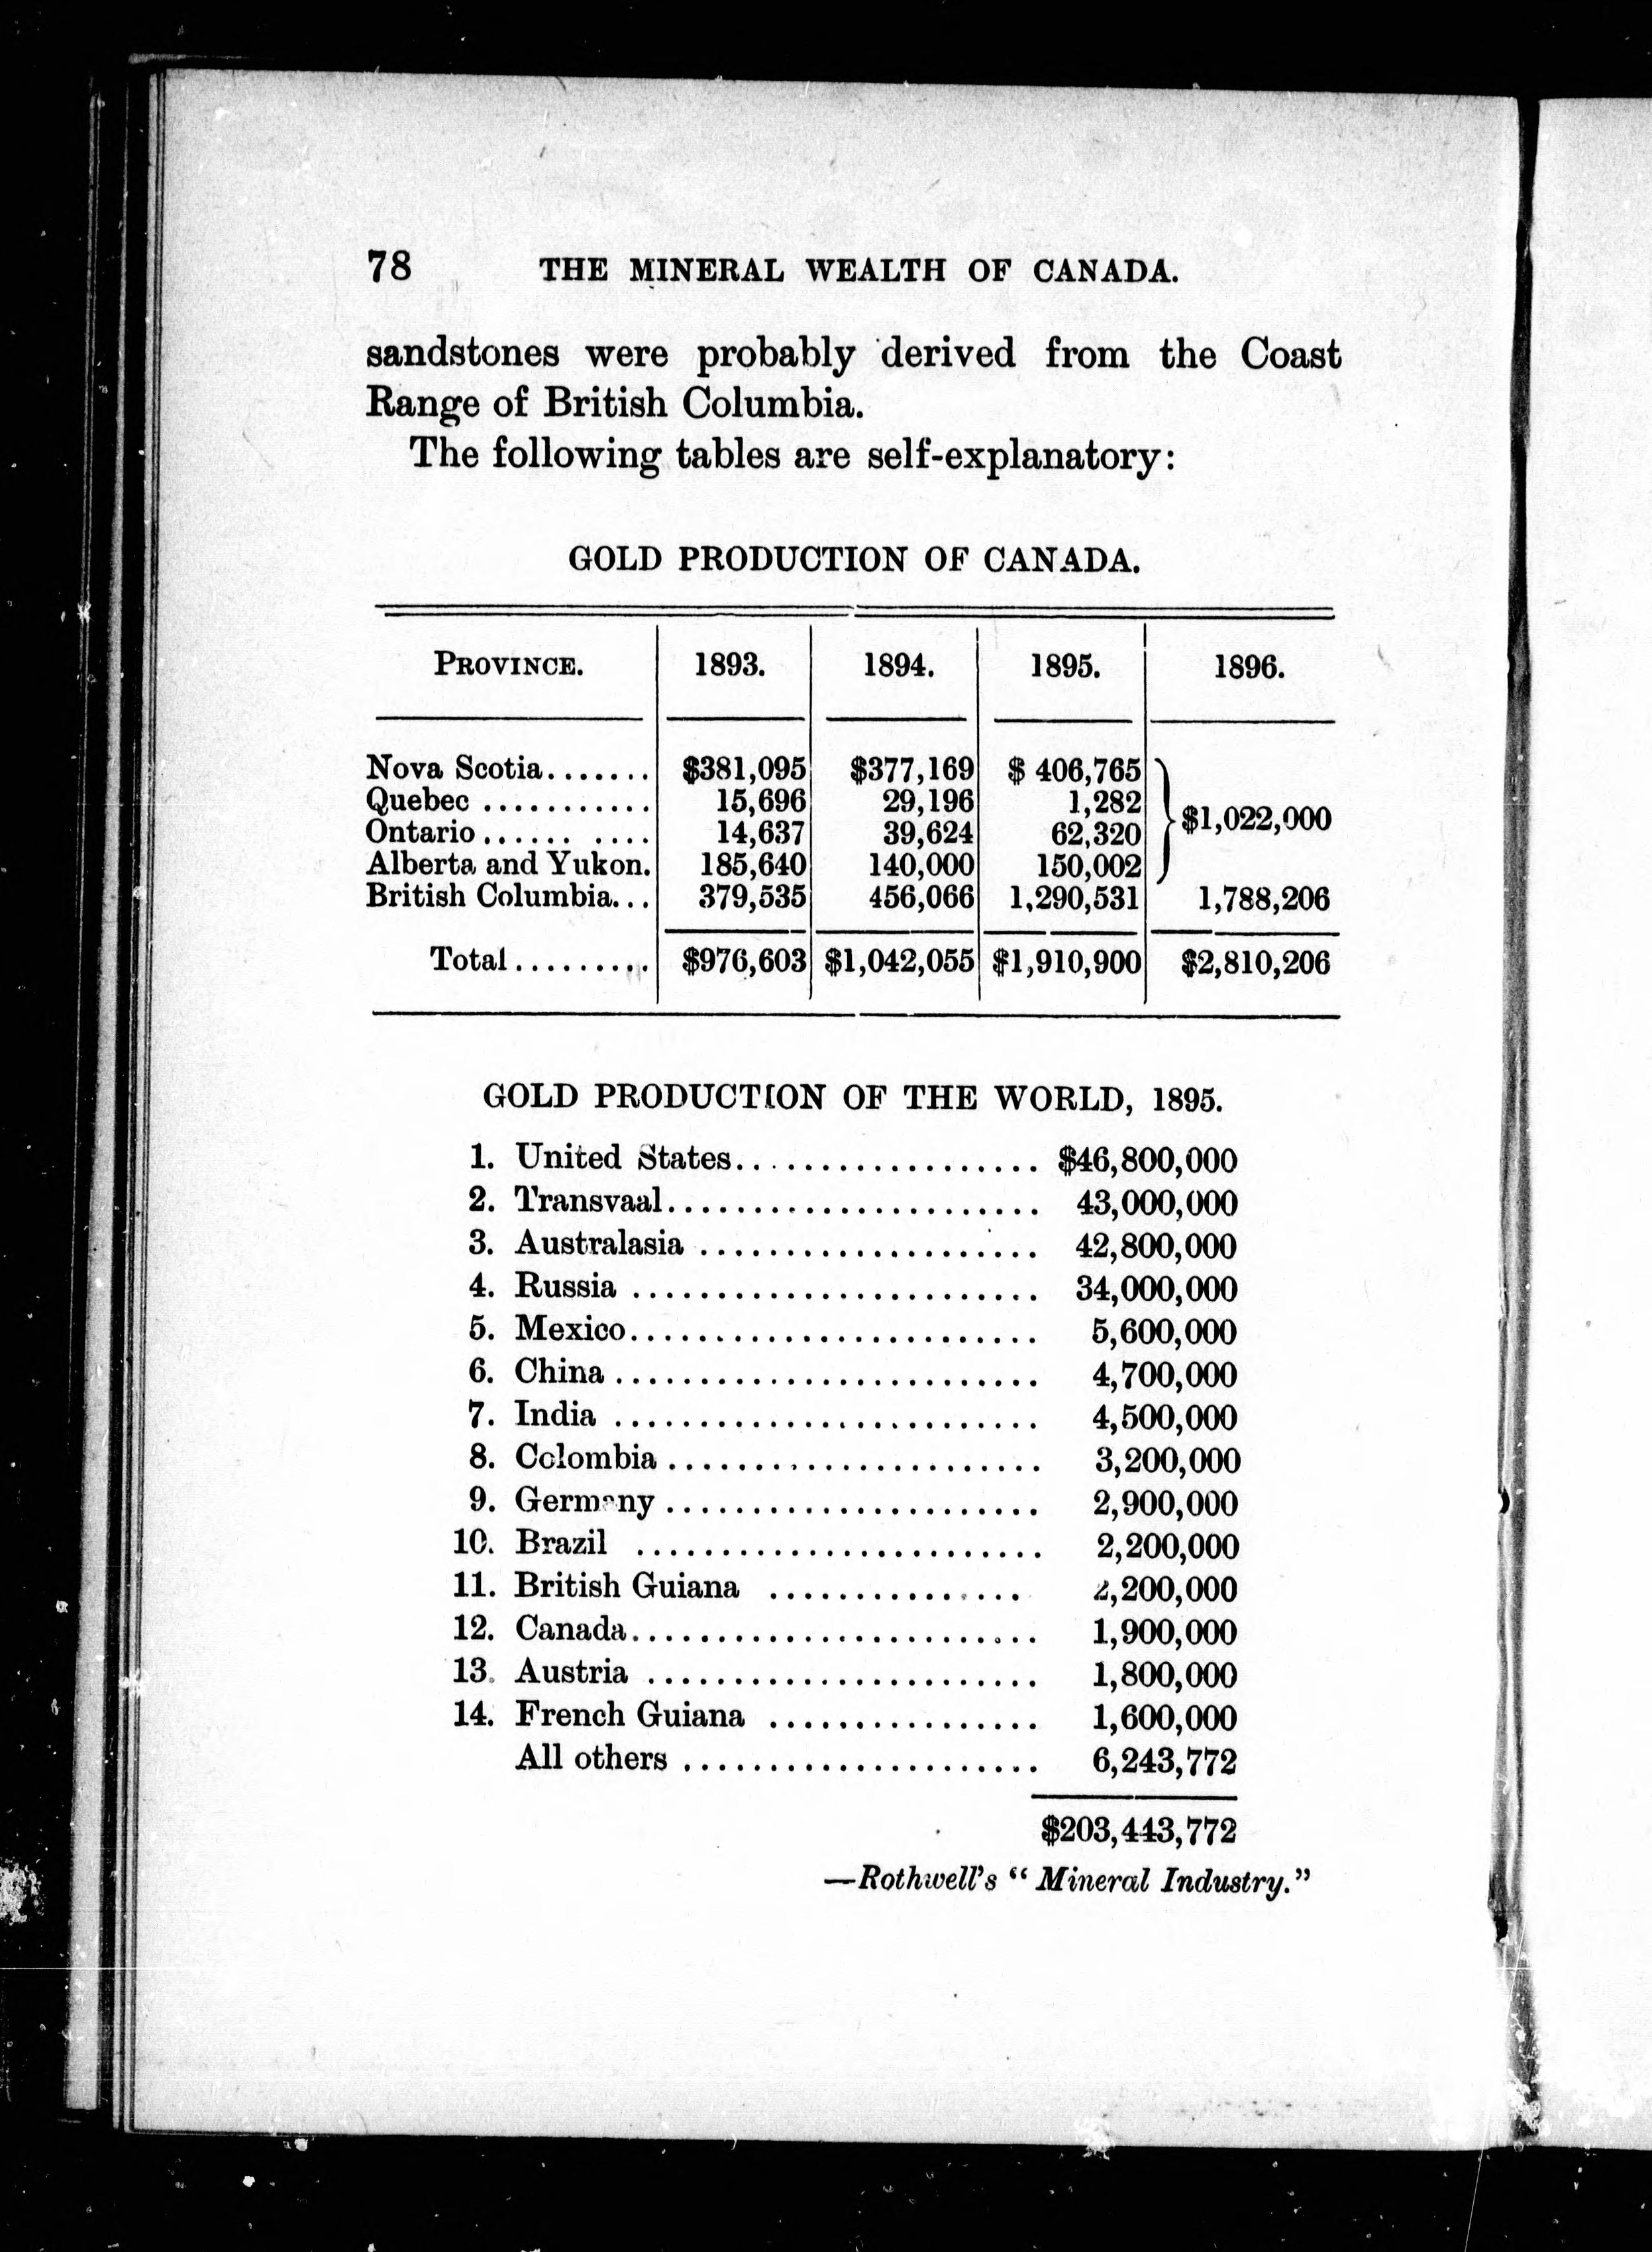 78 THE MINERAL WEALTH OF CANADA.
sandstones were probably derived from the Coast
Range of British Columbia.
The following tables are self-explanatory:
GOLD PRODUCTION OF CANADA.
PROVINCE. 1893. 1894. 1895. 1896.
Nova Scotia....... $381,095 $377,169 $ 406,765
Quebec ............ 15,696 29,196 1,282
$1,022,000
Ontario...... .... 14,637 39,624 62,320
Alberta and Yukon. 185,640 140,000 150,002
British Columbia... 379,535 456,066 1,290,531 1,788,206
Total......... $976,603 $1,042,055 $1,910,900 $2,810,206
GOLD PRODUCTION OF THE WORLD, 1895.
1. United States.................. $46,800,000
2. Transvaal...................... 43,000,000
3. Australasia .................... 42,800,000
4. Russia ........................ 34,000,000
5. Mexico........................ 5,600,000
6. China ......................... 4,700,000
7. India ......................... 4,500,000
8. Colombia ...................... 3,200,000
9. Germany ...................... 2,900,000
10. Brazil ........................ 2,200,000
11. British Guiana ............... 2,200,000
12. Canada........................ 1,900,000
13. Austria ....................... 1,800,000
14. French Guiana ................ 1,600,000
All others ..................... 6,243,772
$203,443,772
—Rothwell's "Mineral Industry."